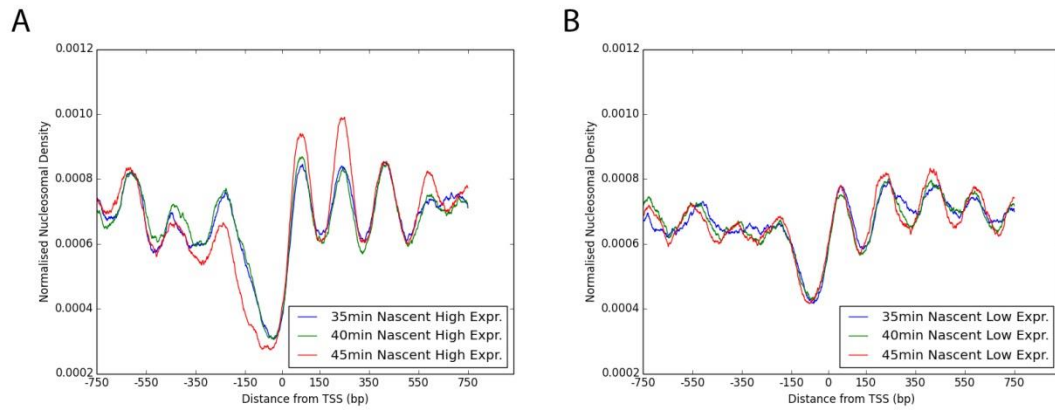 A
0.0012
0.0010
0.0008
0.0006
0.0004
0.0002
Normalised Nucleosomal Density
-750 -550 -350 -150 0 150 350 550 750
Distance from TSS (bp)
35min Nascent High Expr.
40min Nascent High Expr.
45min Nascent High Expr.
B
0.0012
0.0010
0.0008
0.0006
0.0004
0.0002
Normalised Nucleosomal Density
-750 -550 -350 -150 0 150 350 550 750
Distance from TSS (bp)
35min Nascent Low Expr.
40min Nascent Low Expr.
45min Nascent Low Expr.